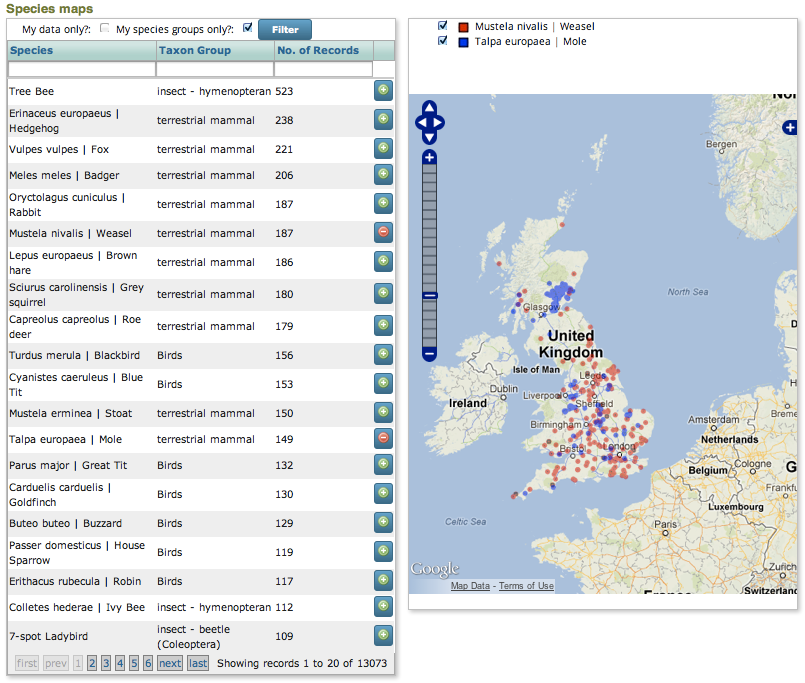 Species maps
My data only?: My species groups only?: Filter
Species Taxon Group No. of Records
Tree Bee insect - hymenopteran 523
Erinaceus europaeus |
Hedgehog terrestrial mammal 238
Vulpes vulpes | Fox terrestrial mammal 221
Meles meles | Badger terrestrial mammal 206
Oryctolagus cuniculus |
Rabbit terrestrial mammal 187
Mustela nivalis | Weasel terrestrial mammal 187
Lepus europaeus | Brown
hare terrestrial mammal 186
Sciurus carolinensis | Grey
squirrel terrestrial mammal 180
Capreolus capreolus | Roe
deer terrestrial mammal 179
Turdus merula | Blackbird Birds 156
Cyanistes caeruleus | Blue
Tit Birds 153
Mustela erminea | Stoat terrestrial mammal 150
Talpa europaea | Mole terrestrial mammal 149
Parus major | Great Tit Birds 132
Carduelis carduelis |
Goldfinch Birds 130
Buteo buteo | Buzzard Birds 129
Passer domesticus | House
Sparrow Birds 119
Erithacus rubecula | Robin Birds 117
Colletes hederae | Ivy Bee insect - hymenopteran 112
7-spot Ladybird insect - beetle
(Coleoptera) 109
first prev 1 2 3 4 5 6 next last Showing records 1 to 20 of 13073
Mustela nivalis | Weasel
Talpa europaea | Mole
Nor
Bergen
North Sea
Glasgow
United
Kingdom
Isle of Man
Leeds
Dublin
Liverpool
Sheffield
Ireland
Birmingham
Bristol
London
Amsterdam
Breme
Netherlands
H
D
Belgium
Cologne
G
Frankfu
Luxembourg
Celtic Sea
Paris
Zurich
Switzerland
France
Google
Map Data - Terms of Use